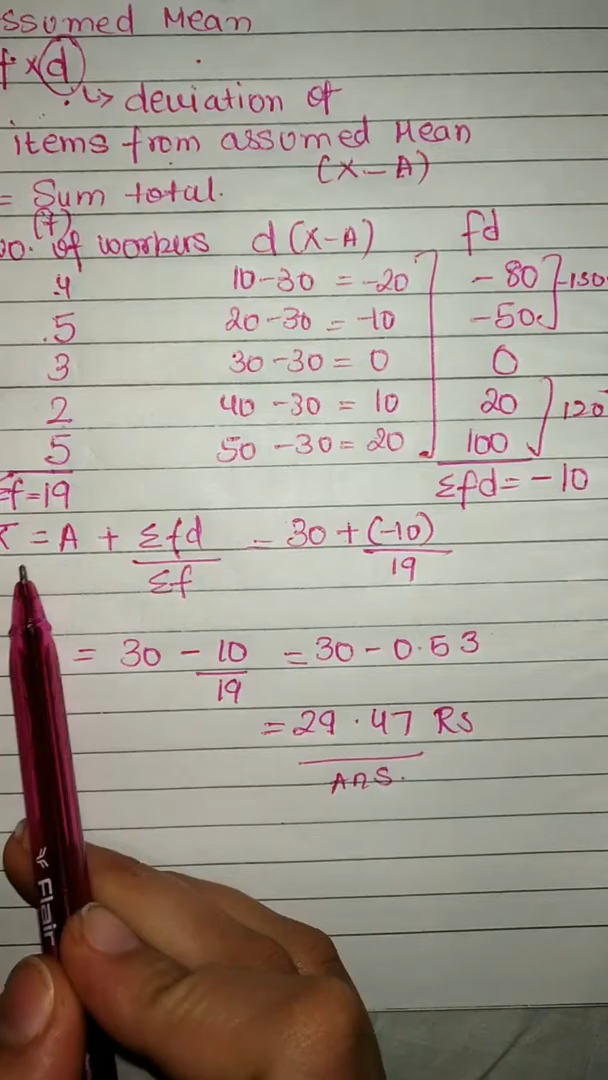 ssumed Mean
f × d
↳ deviation of
items from assumed Mean
(X - A)
= Sum total.
(f)
no. of workers d (X-A) fd
4 10-30 = -20 -80 -130
5 20-30 = -10 -50
3 30-30 = 0 0
2 40-30 = 10 20 120
5 50-30 = 20 100
Σf=19 Σfd= -10
x̄ = A + Σfd/Σf = 30 + (-10)/19
= 30 - 10/19 = 30 - 0.53
= 29.47 Rs
Ans.
Flair